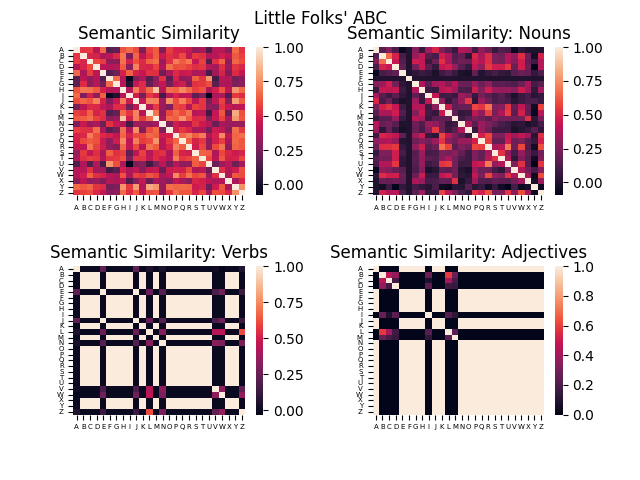 Little Folks' ABC
Semantic Similarity
A
B
C
D
E
F
G
H
I
J
K
L
M
N
O
P
Q
R
S
T
U
V
W
X
Y
Z
A B C D E F G H I J K L M N O P Q R S T U V W X Y Z
1.00
0.75
0.50
0.25
0.00
Semantic Similarity: Nouns
A
B
C
D
E
F
G
H
I
J
K
L
M
N
O
P
Q
R
S
T
U
V
W
X
Y
Z
A B C D E F G H I J K L M N O P Q R S T U V W X Y Z
1.00
0.75
0.50
0.25
0.00
Semantic Similarity: Verbs
A
B
C
D
E
F
G
H
I
J
K
L
M
N
O
P
Q
R
S
T
U
V
W
X
Y
Z
A B C D E F G H I J K L M N O P Q R S T U V W X Y Z
1.00
0.75
0.50
0.25
0.00
Semantic Similarity: Adjectives
A
B
C
D
E
F
G
H
I
J
K
L
M
N
O
P
Q
R
S
T
U
V
W
X
Y
Z
A B C D E F G H I J K L M N O P Q R S T U V W X Y Z
1.0
0.8
0.6
0.4
0.2
0.0